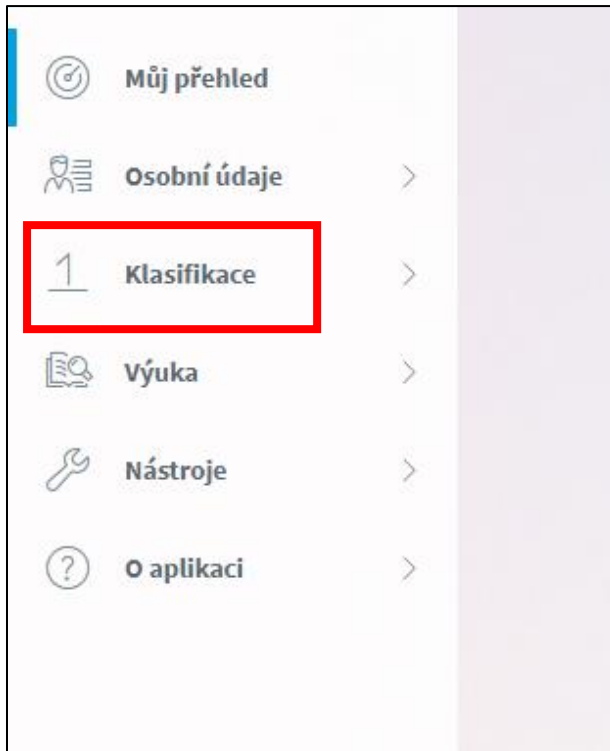 Můj přehled
Osobní údaje
1 Klasifikace
Výuka
Nástroje
? O aplikaci